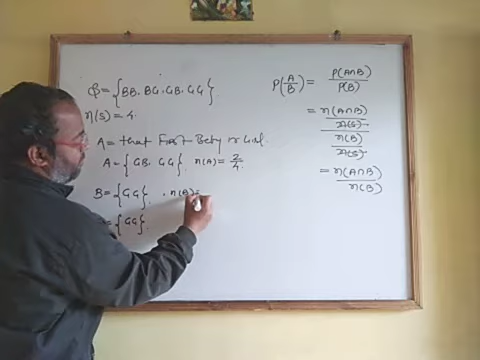 S = {BB, BG, GB, GG}
n(S) = 4
A = that First Baby is Girl.
A = {GB, GG}, n(A) = 2/4
B = {GG}, n(B) =
= {GG}
P(A/B) = P(A∩B)/P(B)
= n(A∩B)/n(S) / n(B)/n(S)
= n(A∩B)/n(B)